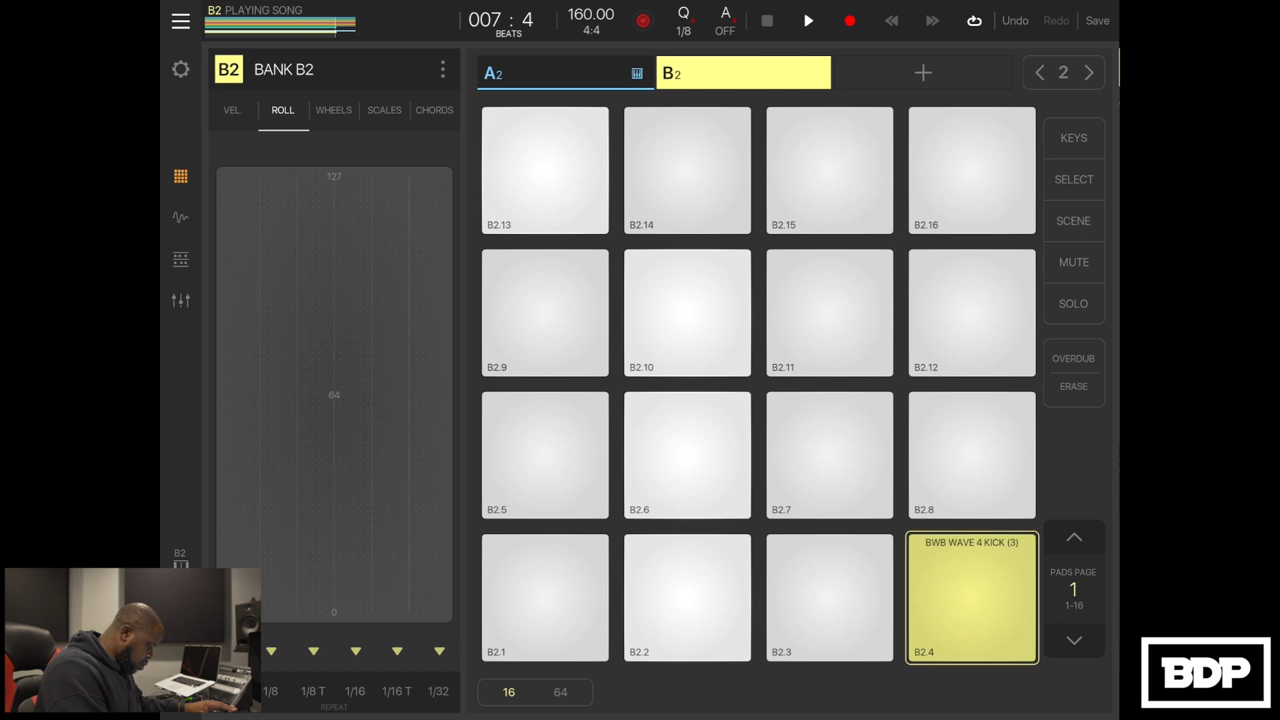 B2 PLAYING SONG
007 : 4
BEATS
160.00
4:4
Q
1/8
A
OFF
Undo
Redo
Save
B2
BANK B2
VEL.
ROLL
WHEELS
SCALES
CHORDS
127
64
0
1/8
1/8 T
1/16
1/16 T
1/32
REPEAT
A2
B2
2
B2.13
B2.14
B2.15
B2.16
B2.9
B2.10
B2.11
B2.12
B2.5
B2.6
B2.7
B2.8
BWB WAVE 4 KICK (3)
B2.1
B2.2
B2.3
B2.4
16
64
KEYS
SELECT
SCENE
MUTE
SOLO
OVERDUB
ERASE
PADS PAGE
1
1-16
B2
BDP